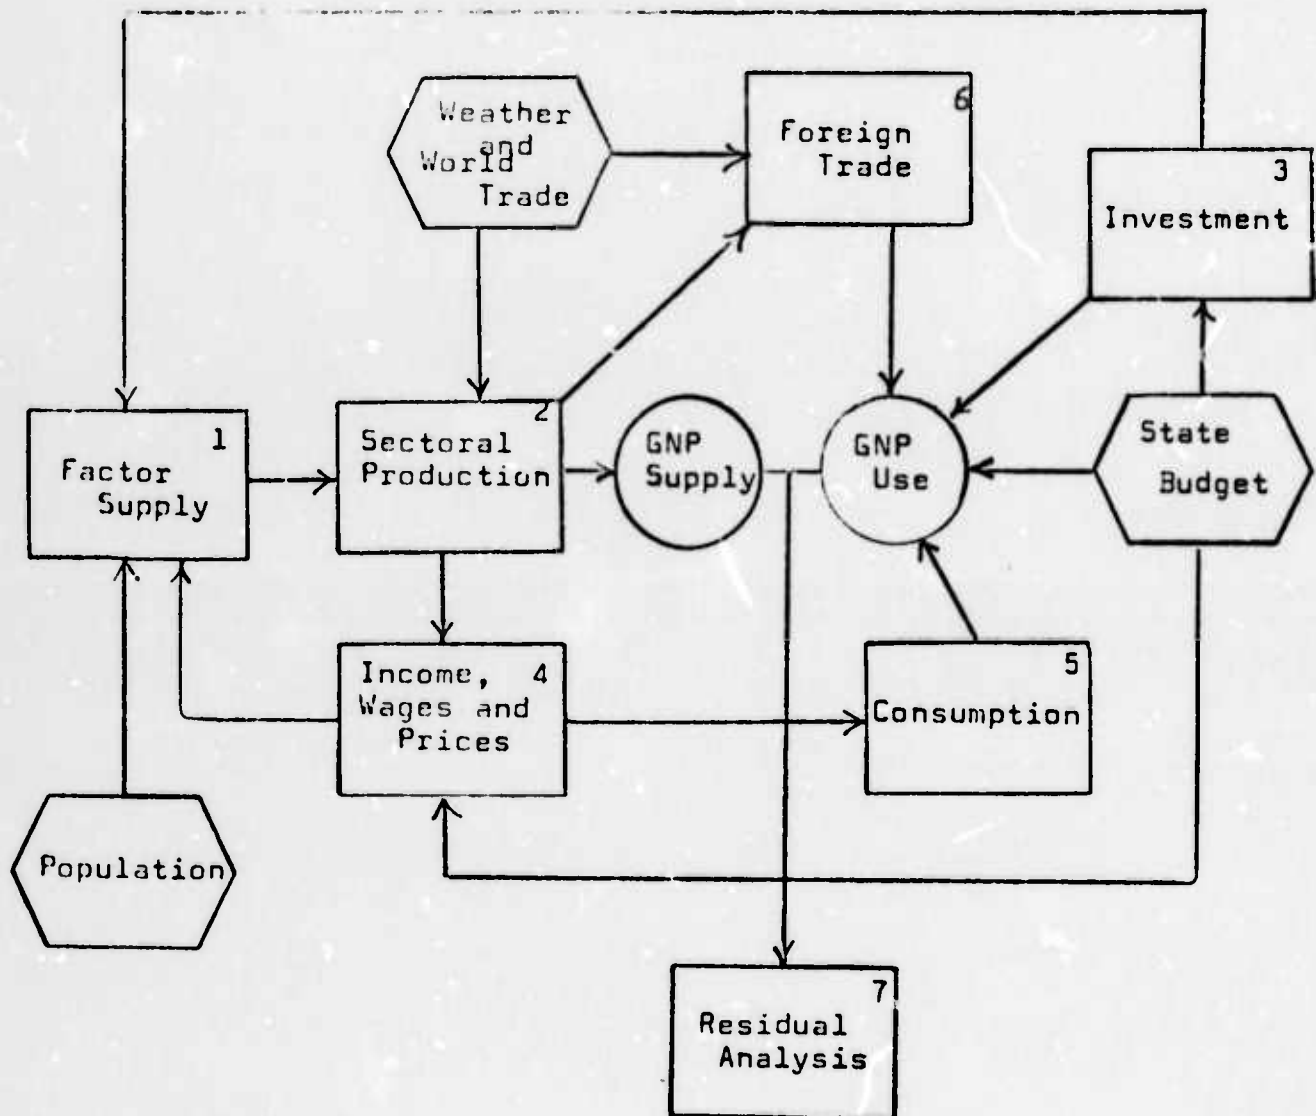 Weather
and
World
Trade
6
Foreign
Trade
3
Investment
1
Factor
Supply
2
Sectoral
Production
GNP
Supply
GNP
Use
State
Budget
Income, 4
Wages and
Prices
5
Consumption
Population
7
Residual
Analysis